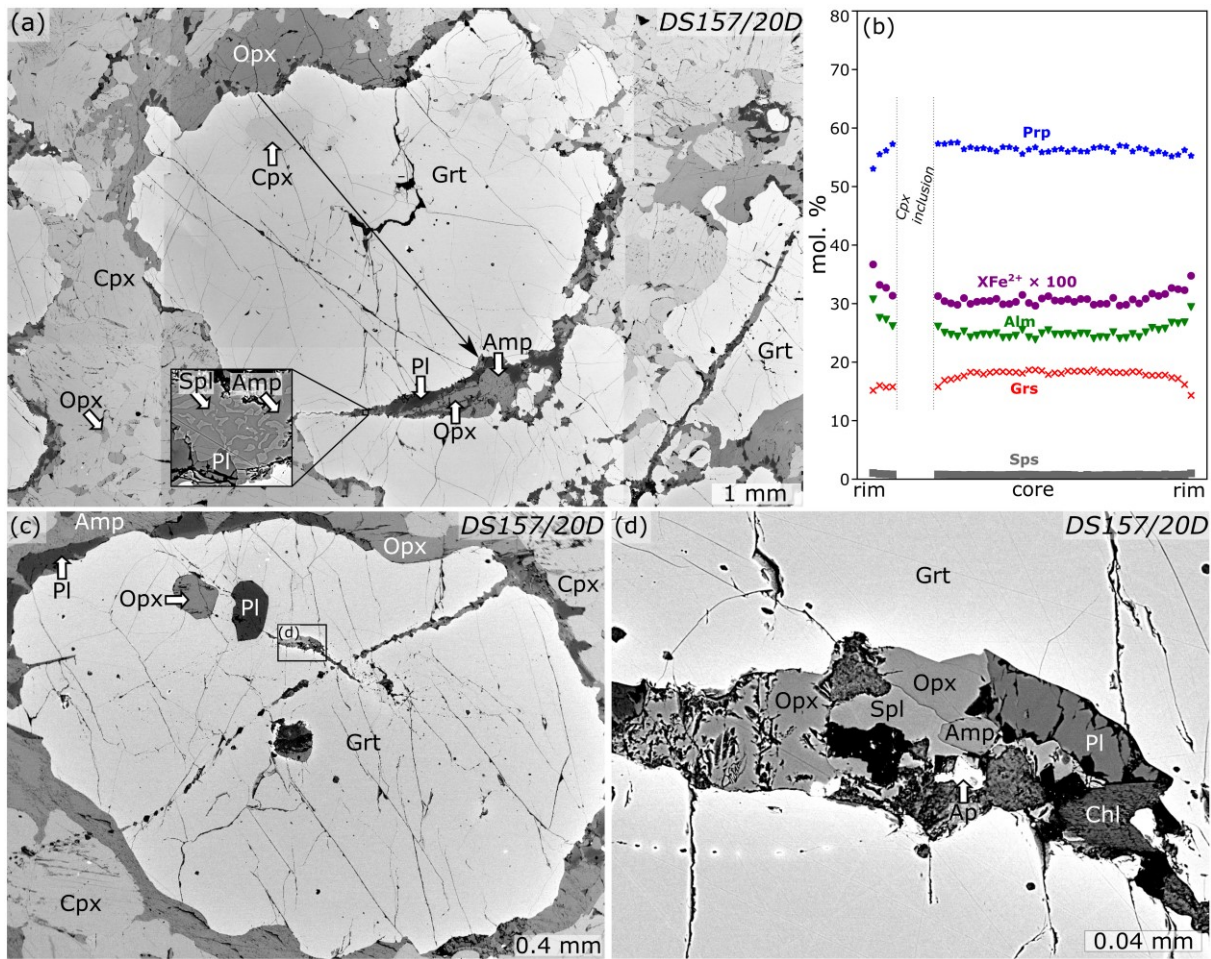 (a)
DS157/20D
Opx
Cpx
Grt
Cpx
Amp
Pl
Grt
Spl Amp
Opx
Opx
Pl
1 mm
(b)
80
70
60
50
40
30
20
10
0
mol. %
Prp
Cpx
inclusion
XFe²⁺ × 100
Alm
Grs
Sps
rim core rim
(c)
DS157/20D
Amp
Opx
Pl
Cpx
Opx
Pl
(d)
Grt
Cpx
0.4 mm
(d)
DS157/20D
Grt
Opx
Opx
Spl
Amp
Pl
Ap
Chl
0.04 mm